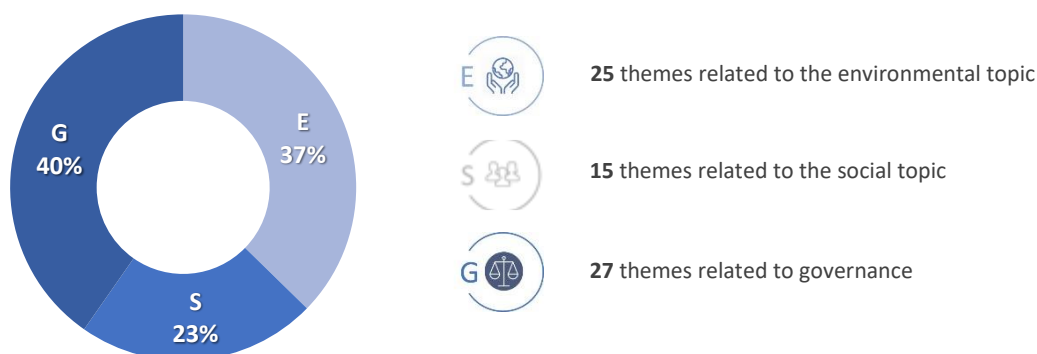 G
40%
E
37%
S
23%
E
25 themes related to the environmental topic
S
15 themes related to the social topic
G
27 themes related to governance